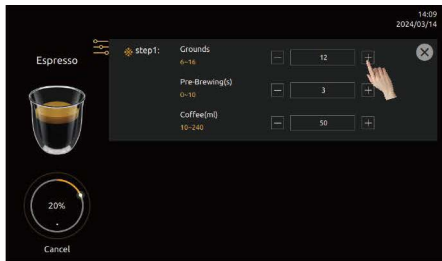 14:09
2024/03/14
Espresso
step1:
Grounds
6~16
12
Pre-Brewing(s)
0~10
3
Coffee(ml)
10~240
50
20%
Cancel